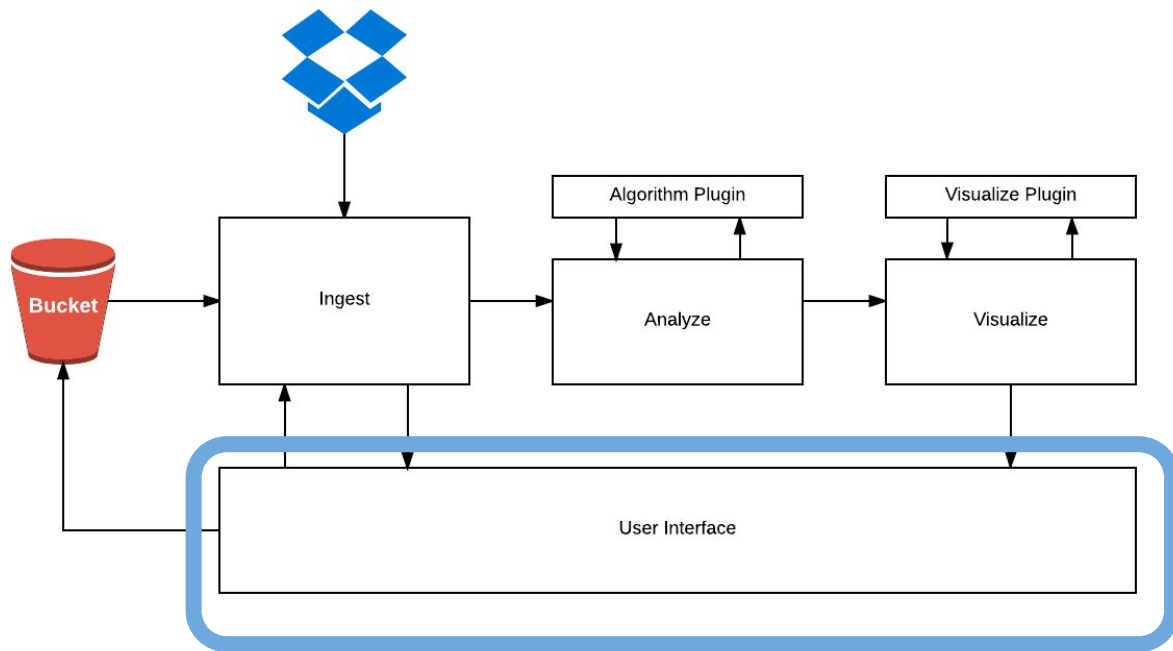 Algorithm Plugin
Visualize Plugin
Bucket
Ingest
Analyze
Visualize
User Interface